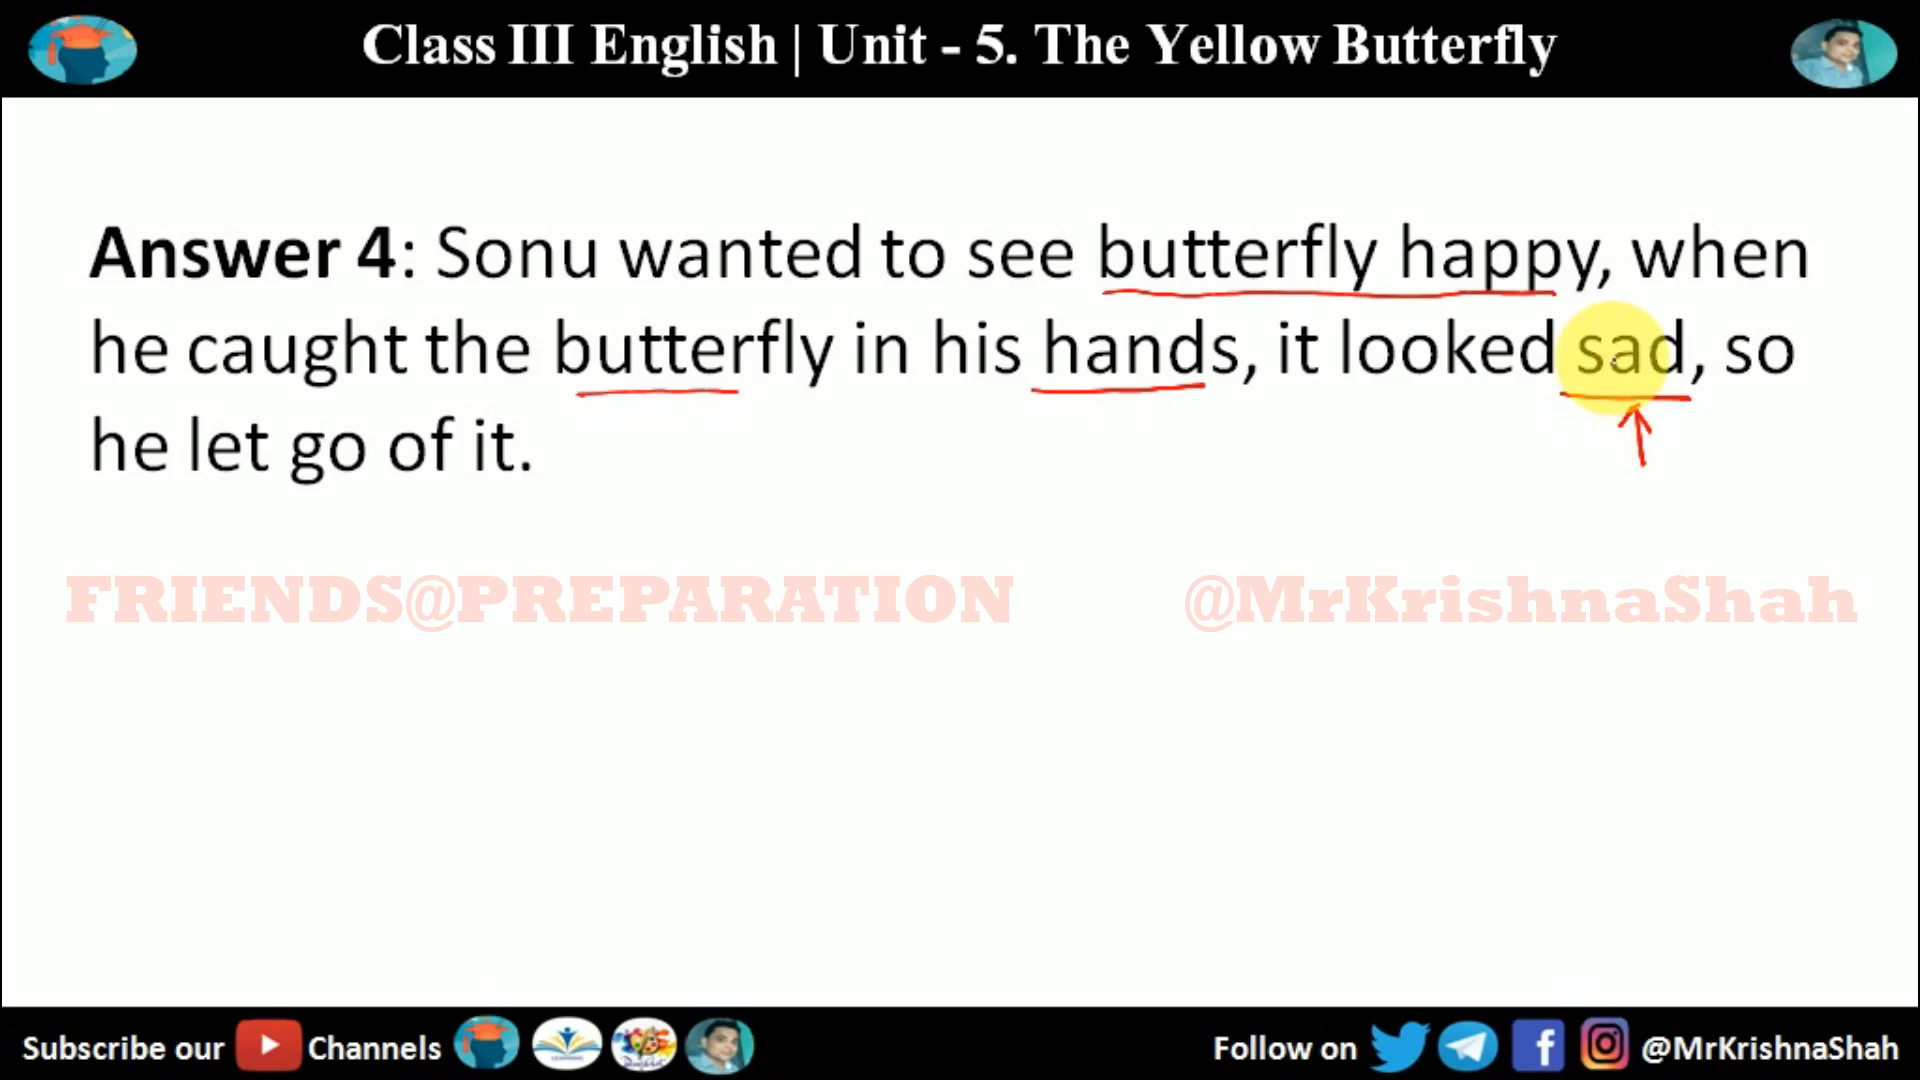 Class III English | Unit - 5. The Yellow Butterfly
Answer 4: Sonu wanted to see butterfly happy, when
he caught the butterfly in his hands, it looked sad, so
he let go of it.
FRIENDS@PREPARATION @MrKrishnaShah
Subscribe our Channels Follow on @MrKrishnaShah